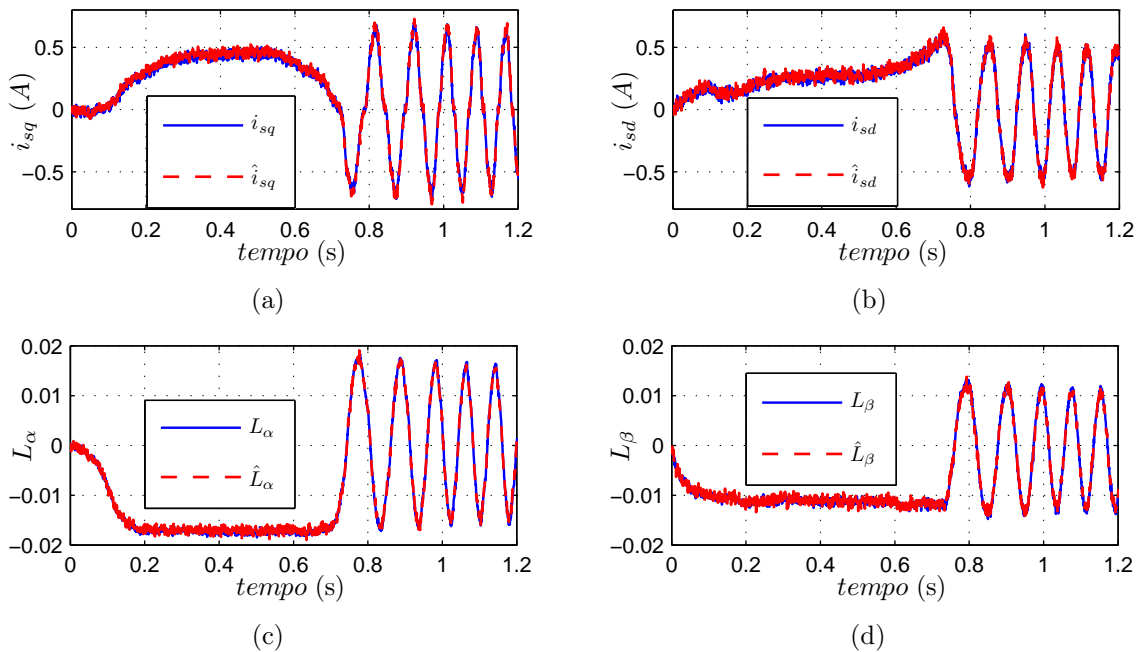 0.5
0
−0.5
i_sq (A)
i_sq
î_sq
0 0.2 0.4 0.6 0.8 1 1.2
tempo (s)
(a)
0.5
0
−0.5
i_sd (A)
i_sd
î_sd
0 0.2 0.4 0.6 0.8 1 1.2
tempo (s)
(b)
0.02
0.01
0
−0.01
−0.02
L_α
L_α
L̂_α
0 0.2 0.4 0.6 0.8 1 1.2
tempo (s)
(c)
0.02
0.01
0
−0.01
−0.02
L_β
L_β
L̂_β
0 0.2 0.4 0.6 0.8 1 1.2
tempo (s)
(d)